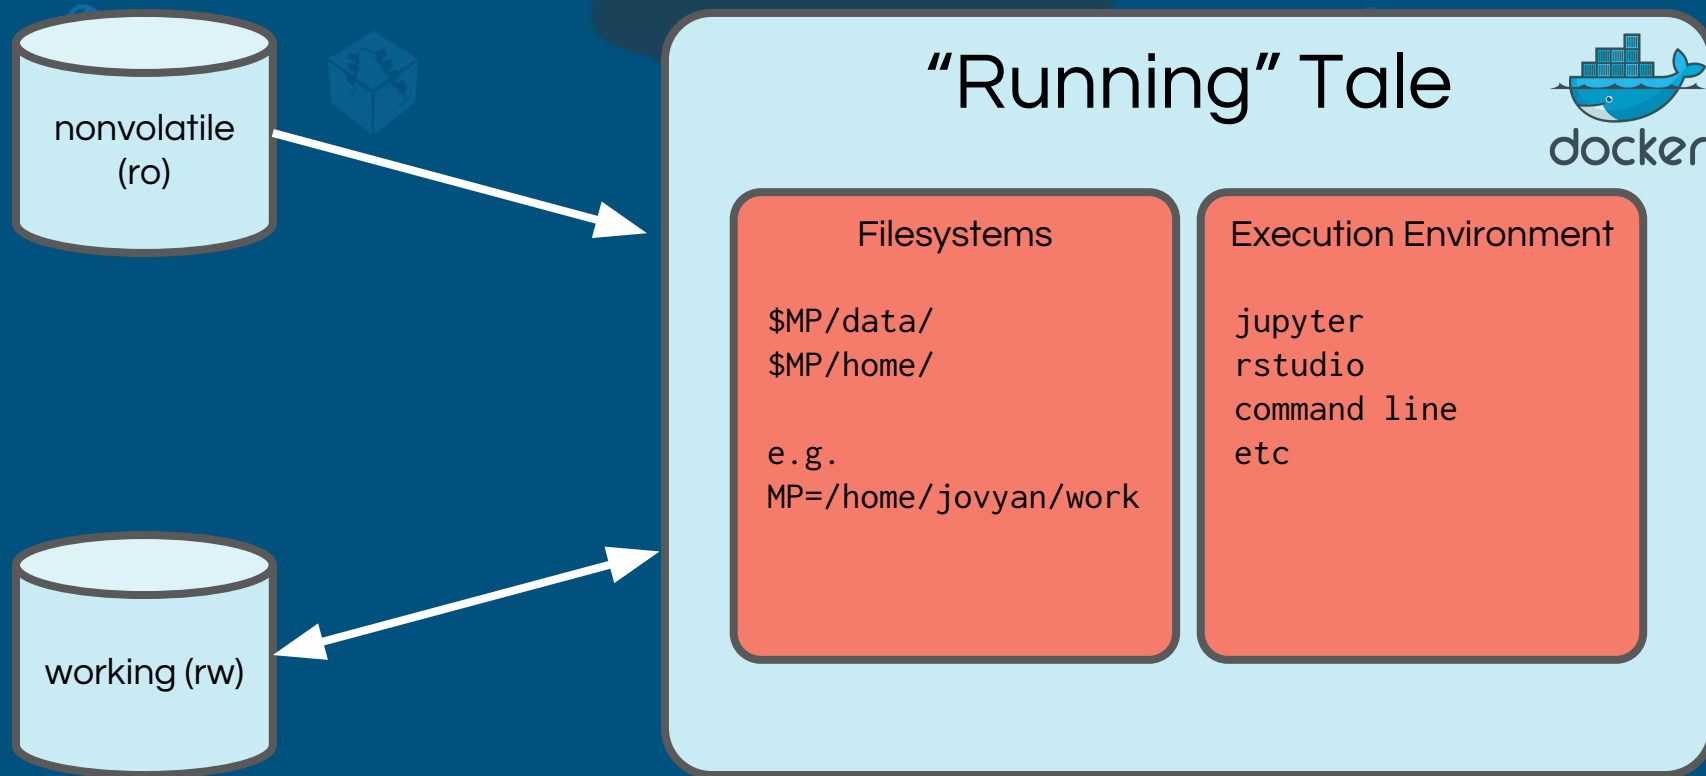 nonvolatile
(ro)
working (rw)
“Running” Tale
docker
Filesystems
$MP/data/
$MP/home/
e.g.
MP=/home/jovyan/work
Execution Environment
jupyter
rstudio
command line
etc